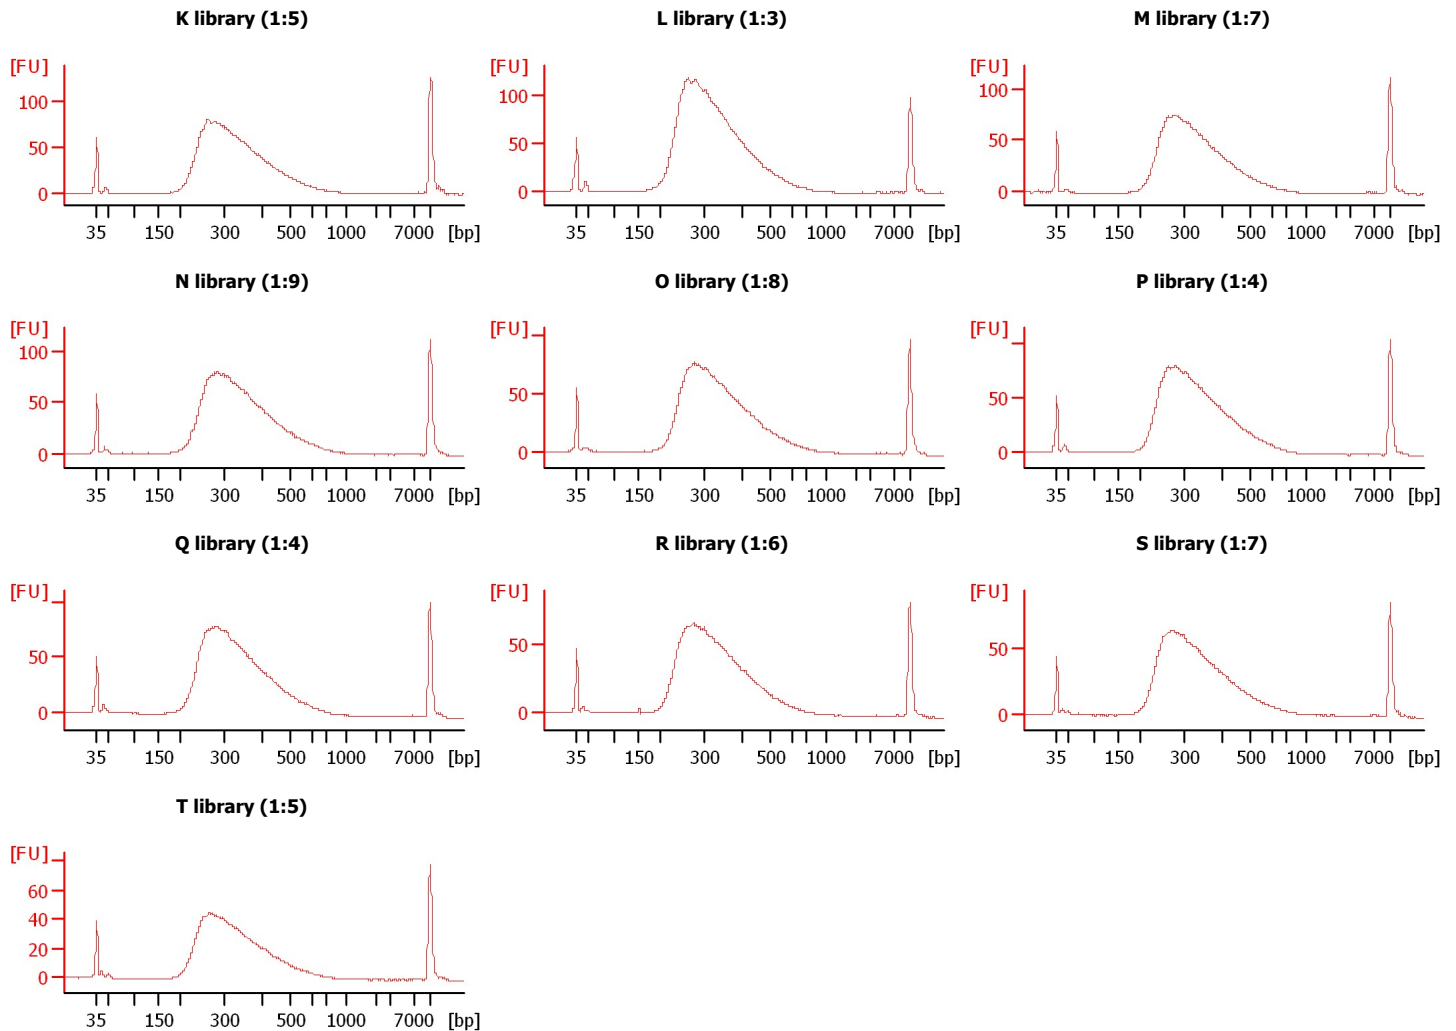 K library (1:5) L library (1:3) M library (1:7)
[FU] [FU] [FU]
100 100 100
50 50 50
0 0 0
35 150 300 500 1000 7000 [bp] 35 150 300 500 1000 7000 [bp] 35 150 300 500 1000 7000 [bp]
N library (1:9) O library (1:8) P library (1:4)
[FU] [FU] [FU]
100
50 50 50
0 0 0
35 150 300 500 1000 7000 [bp] 35 150 300 500 1000 7000 [bp] 35 150 300 500 1000 7000 [bp]
Q library (1:4) R library (1:6) S library (1:7)
[FU] [FU] [FU]
50 50 50
0 0 0
35 150 300 500 1000 7000 [bp] 35 150 300 500 1000 7000 [bp] 35 150 300 500 1000 7000 [bp]
T library (1:5)
[FU]
60
40
20
0
35 150 300 500 1000 7000 [bp]